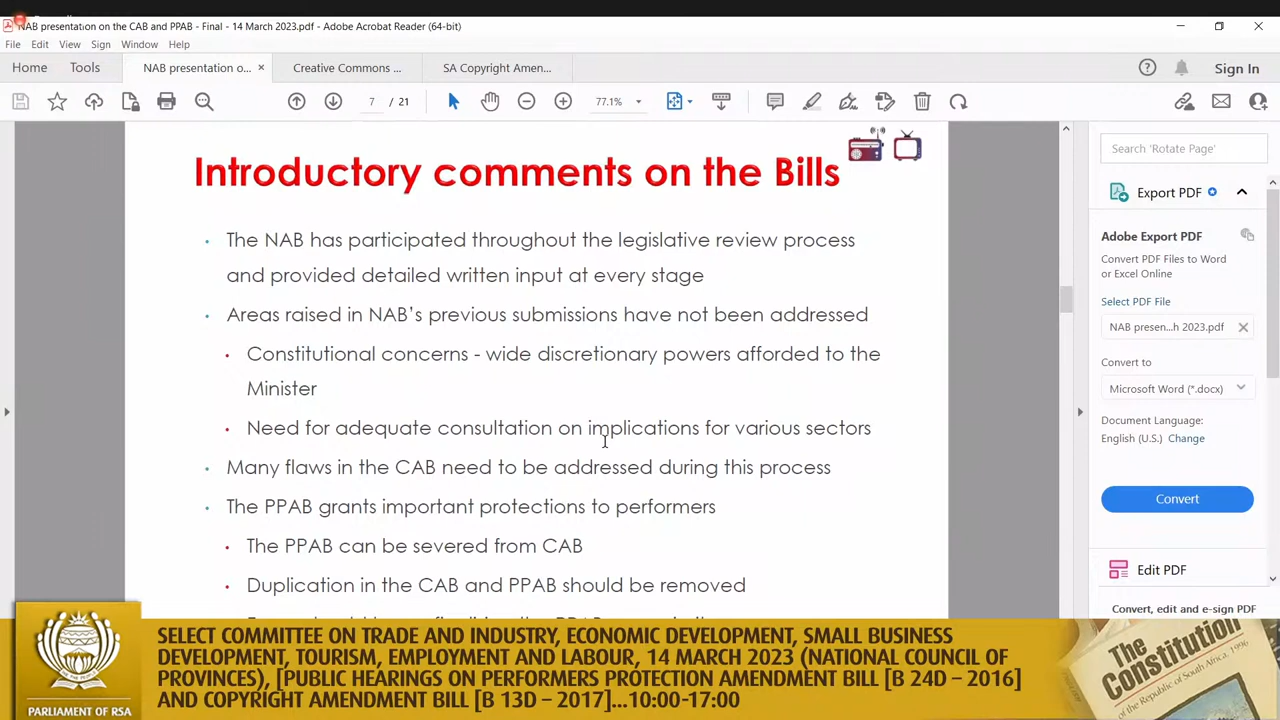 NAB presentation on the CAB and PPAB - Final - 14 March 2023.pdf - Adobe Acrobat Reader (64-bit)
File Edit View Sign Window Help
Home Tools NAB presentation o... × Creative Commons ... SA Copyright Amen... Sign In
7 / 21 77.1%
Introductory comments on the Bills
• The NAB has participated throughout the legislative review process
and provided detailed written input at every stage
• Areas raised in NAB's previous submissions have not been addressed
• Constitutional concerns - wide discretionary powers afforded to the
Minister
• Need for adequate consultation on implications for various sectors
• Many flaws in the CAB need to be addressed during this process
• The PPAB grants important protections to performers
• The PPAB can be severed from CAB
• Duplication in the CAB and PPAB should be removed
Search 'Rotate Page'
Export PDF
Adobe Export PDF
Convert PDF Files to Word
or Excel Online
Select PDF File
NAB presen...h 2023.pdf
Convert to
Microsoft Word (*.docx)
Document Language:
English (U.S.) Change
Convert
Edit PDF
Convert, edit and e-sign PDF
PARLIAMENT OF RSA
SELECT COMMITTEE ON TRADE AND INDUSTRY, ECONOMIC DEVELOPMENT, SMALL BUSINESS
DEVELOPMENT, TOURISM, EMPLOYMENT AND LABOUR, 14 MARCH 2023 (NATIONAL COUNCIL OF
PROVINCES), [PUBLIC HEARINGS ON PERFORMERS PROTECTION AMENDMENT BILL [B 24D – 2016]
AND COPYRIGHT AMENDMENT BILL [B 13D – 2017]...10:00-17:00
The
Constitution
of the Republic of South Africa, 1996